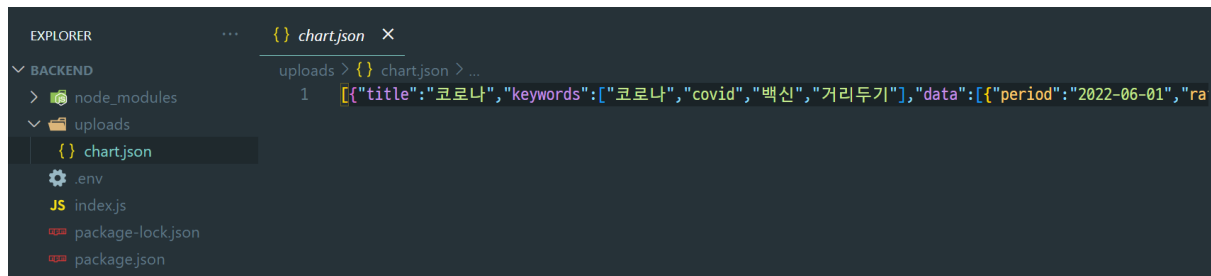 EXPLORER ...
{} chart.json ×
BACKEND
uploads > {} chart.json > ...
node_modules
1 [{"title":"코로나","keywords":["코로나","covid","백신","거리두기"],"data":[{"period":"2022-06-01","ra
uploads
{} chart.json
.env
JS index.js
package-lock.json
package.json